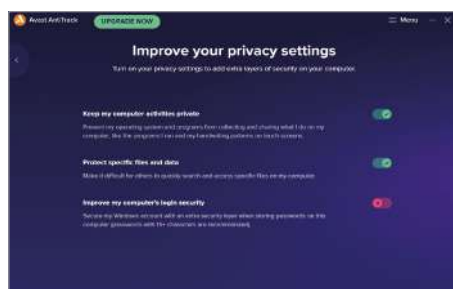 Avast AntiTrack
UPGRADE NOW
Menu
Improve your privacy settings
Turn on your privacy settings to add extra layers of security on your computer.
Keep my computer activities private
Prevent my operating system and programs from collecting and sharing what I do on my
computer, like the programs I run and my handwriting patterns on touch screens.
Protect specific files and data
Make it difficult for others to quickly search and access specific files on my computer.
Improve my computer's login security
Secure my Windows account with an extra security layer when storing passwords on this
computer (passwords with 15+ characters are recommended).